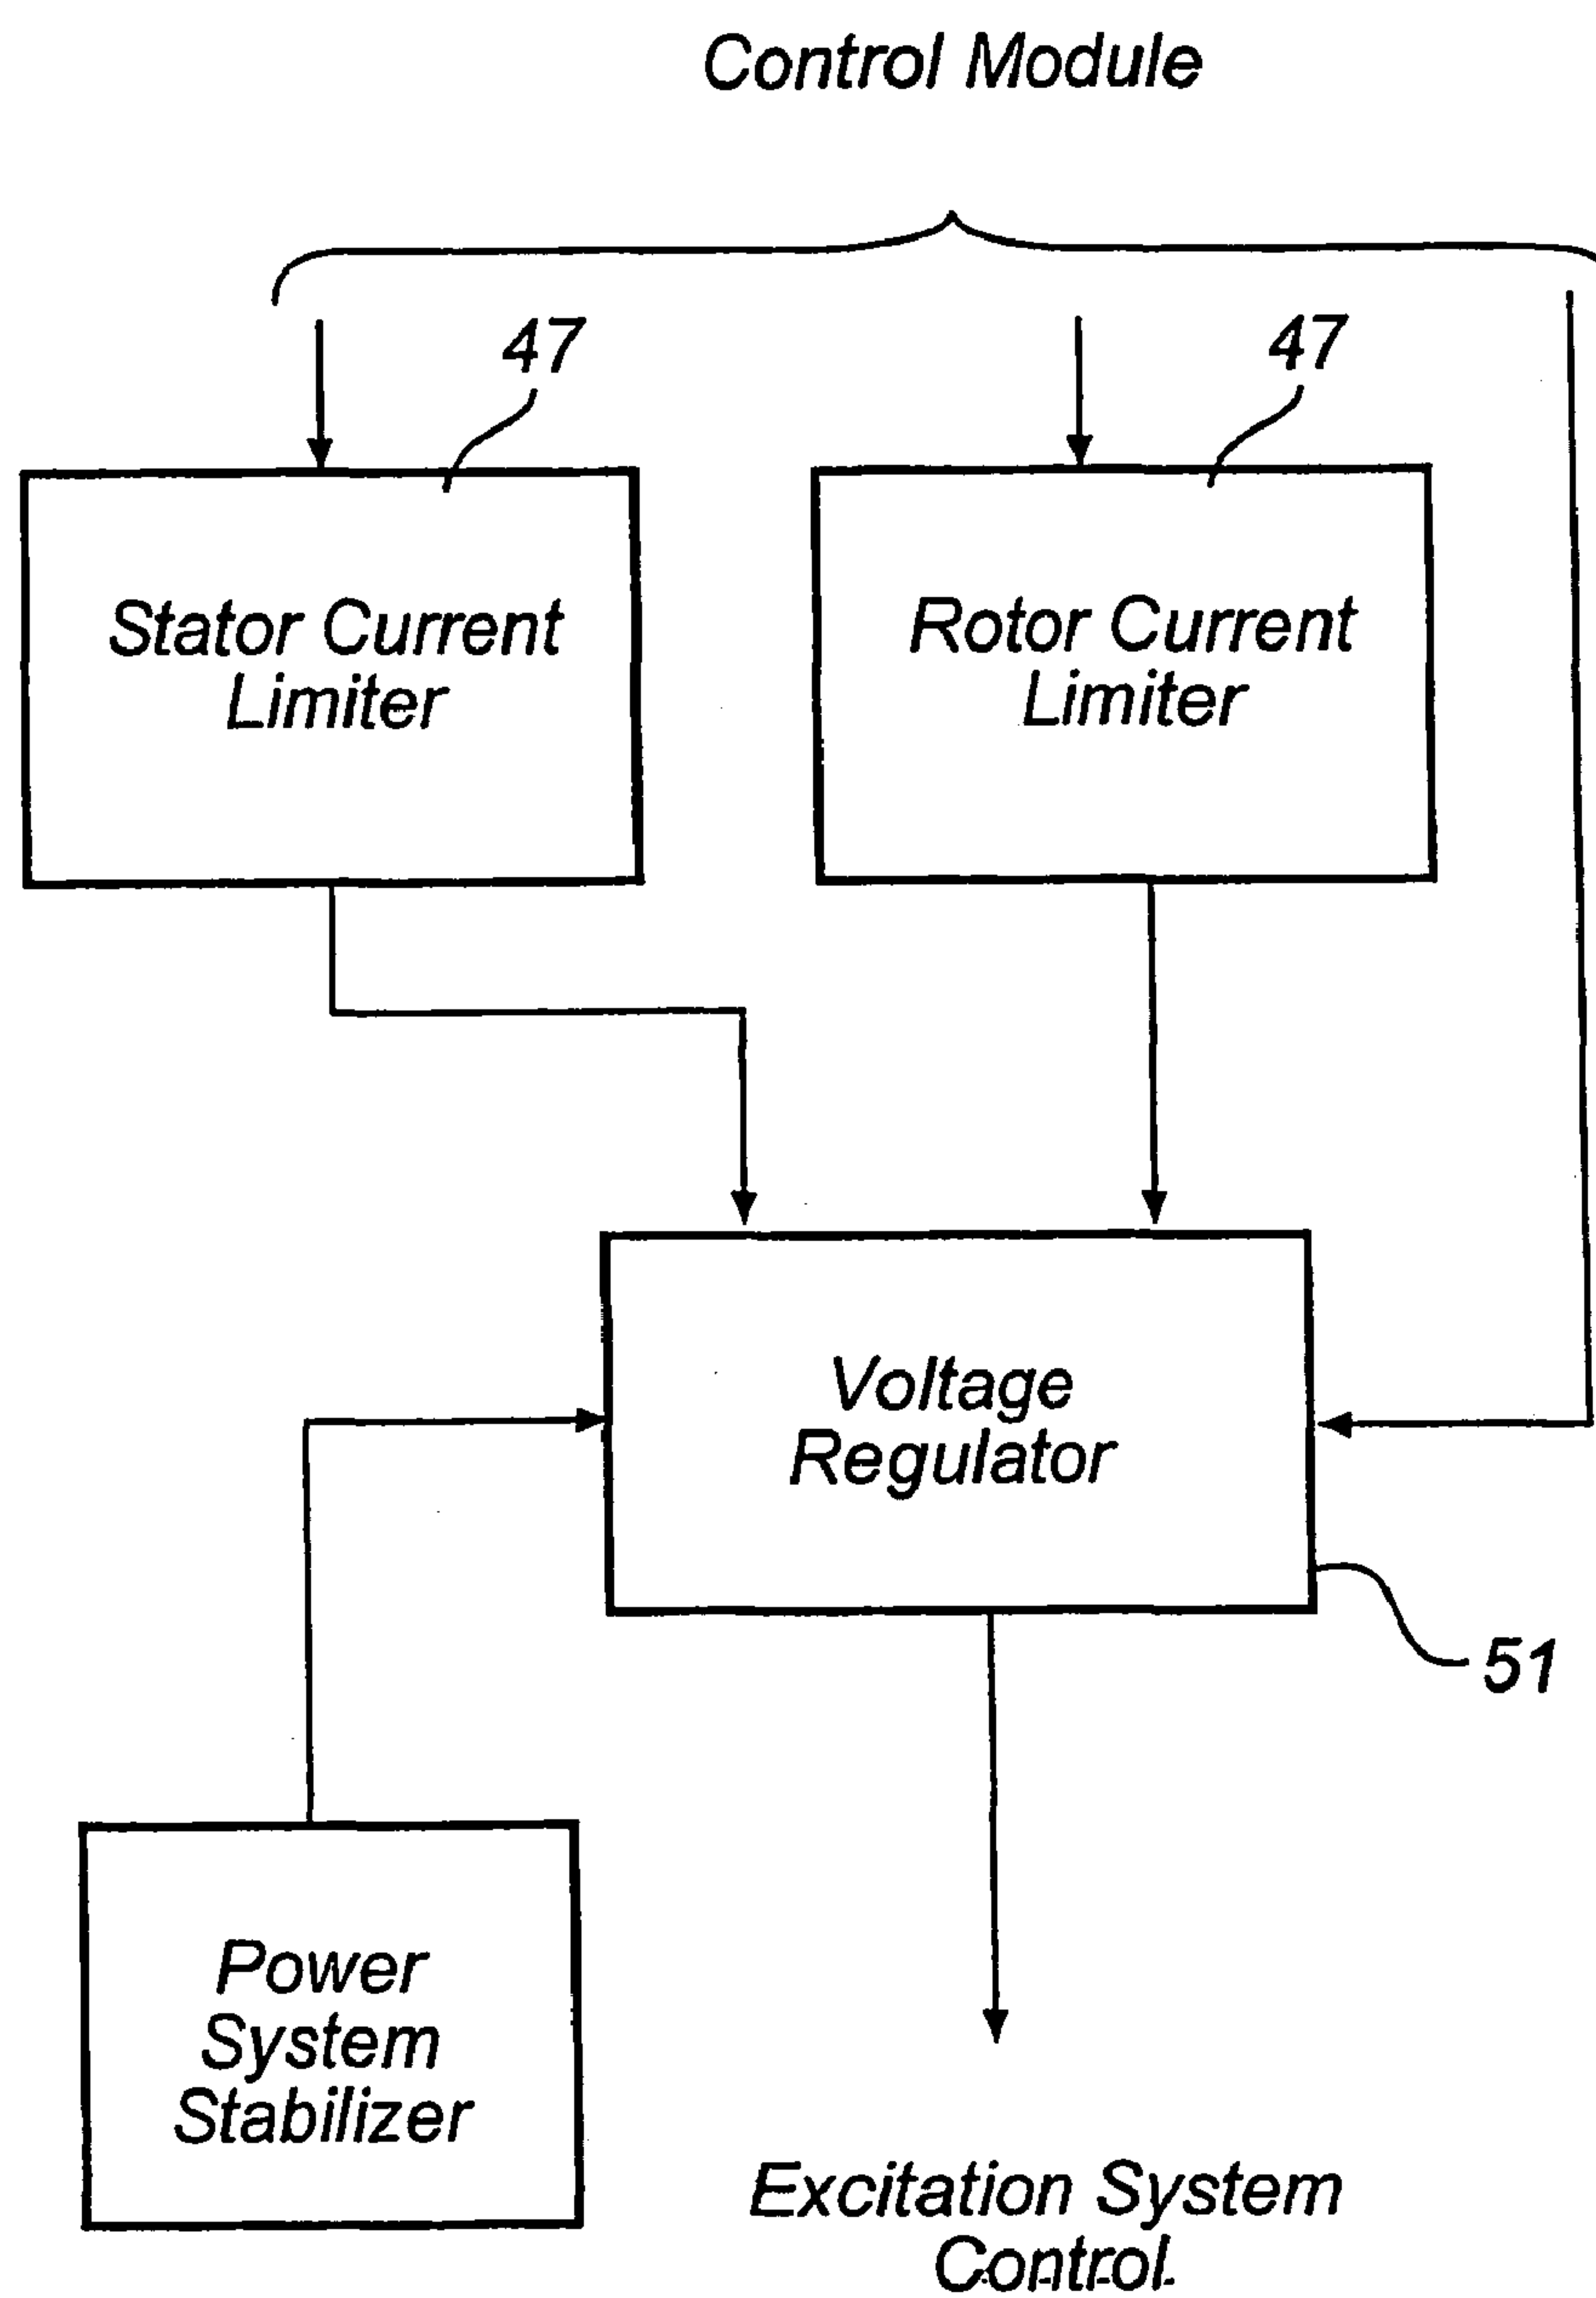 Control Module
47
47
Stator Current
Limiter
Rotor Current
Limiter
Voltage
Regulator
51
Power
System
Stabilizer
Excitation System
Control